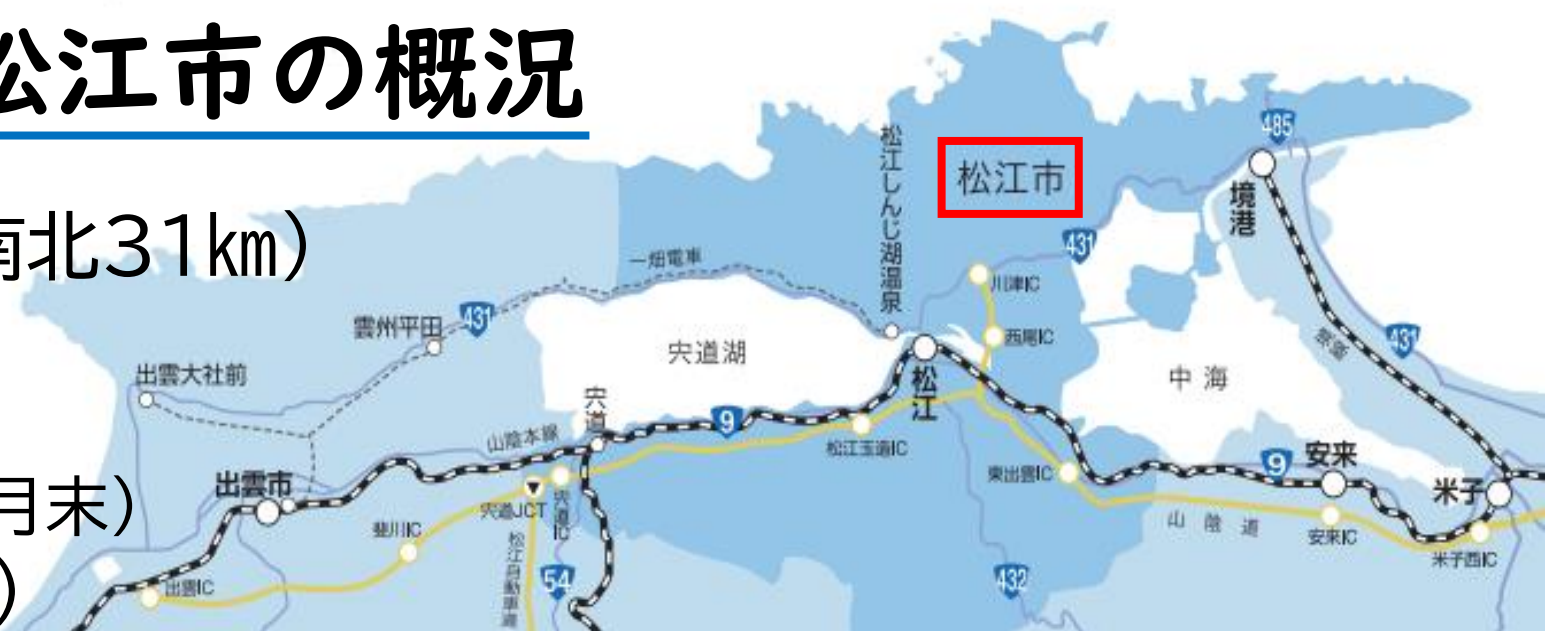 松江市の概況
南北31㎞)
月末)
)
485
松江しんじ湖温泉
松江市
境港
431
一畑電車
川津IC
雲州平田
431
西尾IC
431
宍道湖
中海
出雲大社前
宍道
松江
9
山陰本線
松江玉造IC
出雲市
東出雲IC
9
安来
米子
宍道JCT
宍道IC
斐川IC
山陰道
安来IC
米子西IC
松江自動車道
出雲IC
54
432